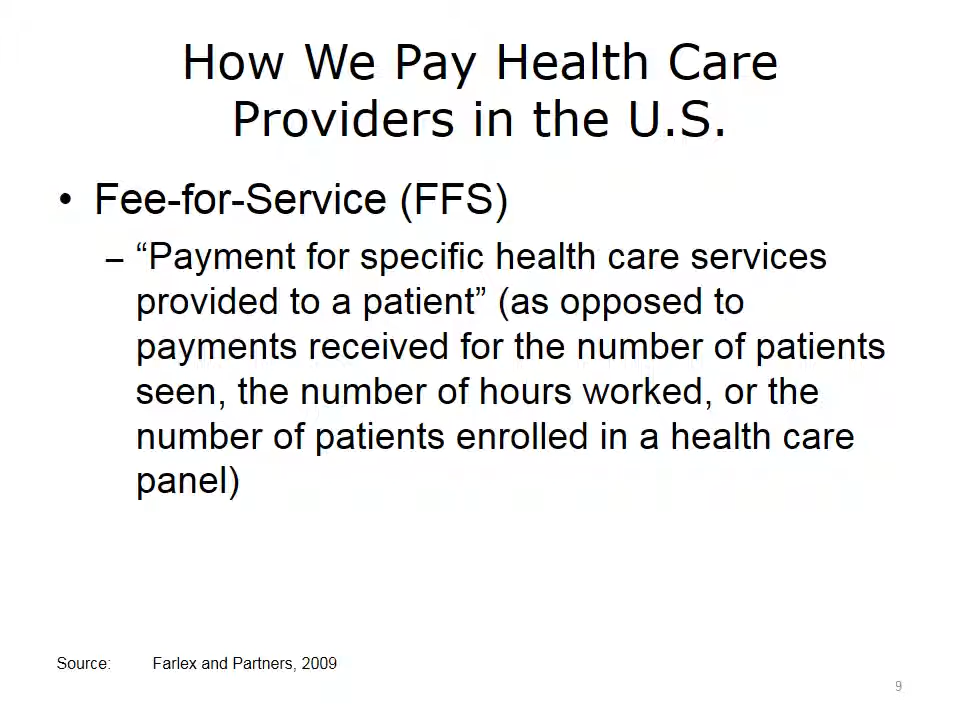 How We Pay Health Care
Providers in the U.S.
• Fee-for-Service (FFS)
– “Payment for specific health care services
provided to a patient” (as opposed to
payments received for the number of patients
seen, the number of hours worked, or the
number of patients enrolled in a health care
panel)
Source: Farlex and Partners, 2009
9